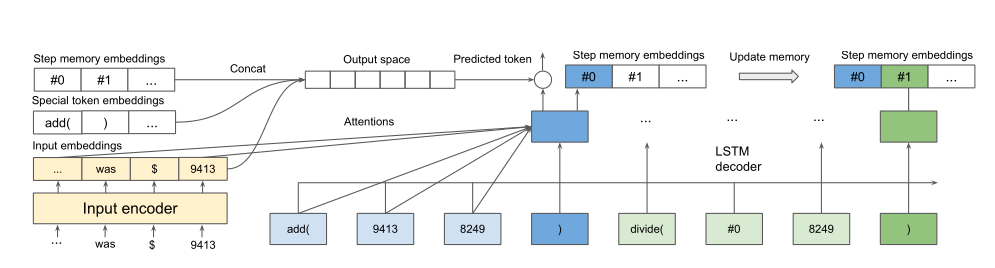 Step memory embeddings
#0 #1 ...
Concat
Output space
Predicted token
Step memory embeddings
#0 #1 ...
Update memory
Step memory embeddings
#0 #1 ...
Special token embeddings
add( ) ...
Attentions
... ... ...
Input embeddings
... was $ 9413
LSTM
decoder
Input encoder
add( 9413 8249 ) divide( #0 8249 )
... was $ 9413